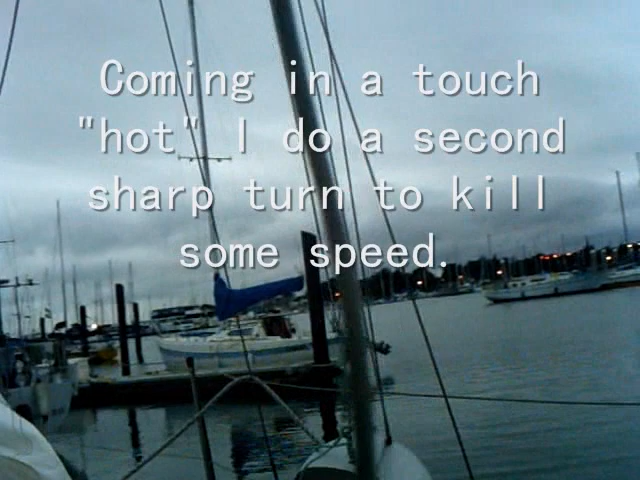 Coming in a touch
"hot" I do a second
sharp turn to kill
some speed.